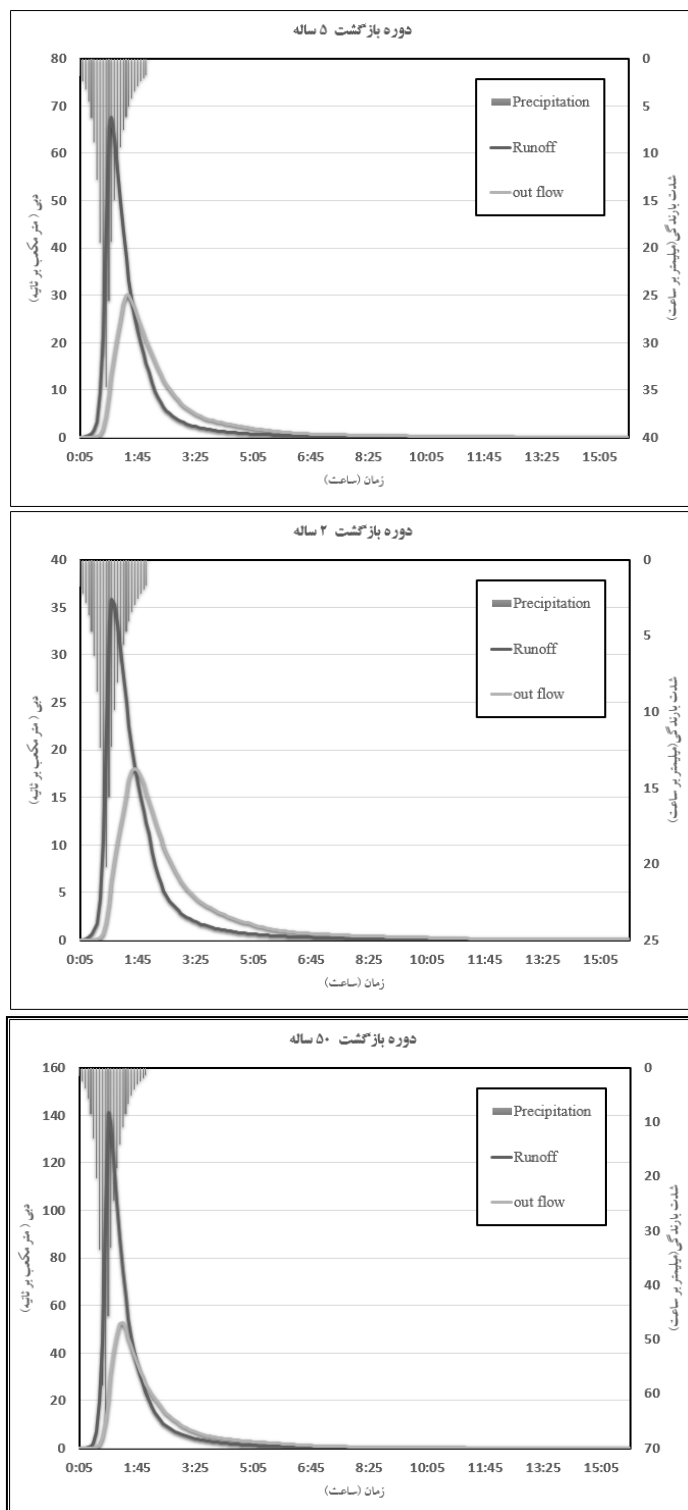 دوره بازگشت ۵ ساله
80
70
60
50
40
30
20
10
0
0
5
10
15
20
25
30
35
40
Precipitation
Runoff
out flow
دبی ( متر مکعب بر ثانیه)
شدت بارندگی(میلیمتر بر ساعت)
0:05 1:45 3:25 5:05 6:45 8:25 10:05 11:45 13:25 15:05
زمان (ساعت)
دوره بازگشت ۲ ساله
40
35
30
25
20
15
10
5
0
0
5
10
15
20
25
Precipitation
Runoff
out flow
دبی ( متر مکعب بر ثانیه)
شدت بارندگی(میلیمتر بر ساعت)
0:05 1:45 3:25 5:05 6:45 8:25 10:05 11:45 13:25 15:05
زمان (ساعت)
دوره بازگشت ۵۰ ساله
160
140
120
100
80
60
40
20
0
0
10
20
30
40
50
60
70
Precipitation
Runoff
out flow
دبی ( متر مکعب بر ثانیه)
شدت بارندگی(میلیمتر بر ساعت)
0:05 1:45 3:25 5:05 6:45 8:25 10:05 11:45 13:25 15:05
زمان (ساعت)